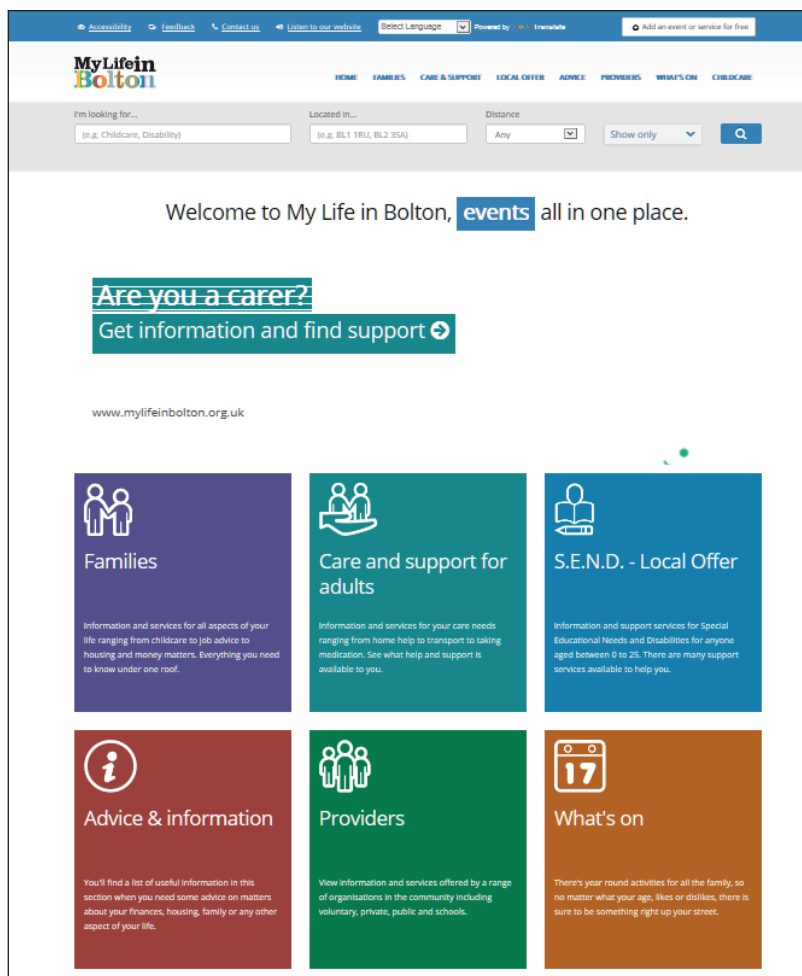 Accessibility Feedback Contact us Listen to our website Select Language Powered by Translate Add an event or service for free
MyLifein
Bolton
HOME FAMILIES CARE & SUPPORT LOCAL OFFER ADVICE PROVIDERS WHAT'S ON CHILDCARE
I'm looking for... Located in... Distance
(e.g. Childcare, Disability) (e.g. BL1 1RU, BL2 3SA) Any Show only
Welcome to My Life in Bolton, events all in one place.
Are you a carer?
Get information and find support
www.mylifeinbolton.org.uk
Families
Information and services for all aspects of your
life ranging from childcare to job advice to
housing and money matters. Everything you need
to know under one roof.
Care and support for
adults
Information and services for your care needs
ranging from home help to transport to taking
medication. See what help and support is
available to you.
S.E.N.D. - Local Offer
Information and support services for Special
Educational Needs and Disabilities for anyone
aged between 0 to 25. There are many support
services available to help you.
Advice & information
You'll find a list of useful information in this
section when you need some advice on matters
about your finances, housing, family or any other
aspect of your life.
Providers
View information and services offered by a range
of organisations in the community including
voluntary, private, public and schools.
17
What's on
There's year round activities for all the family, so
no matter what your age, likes or dislikes, there is
sure to be something right up your street.